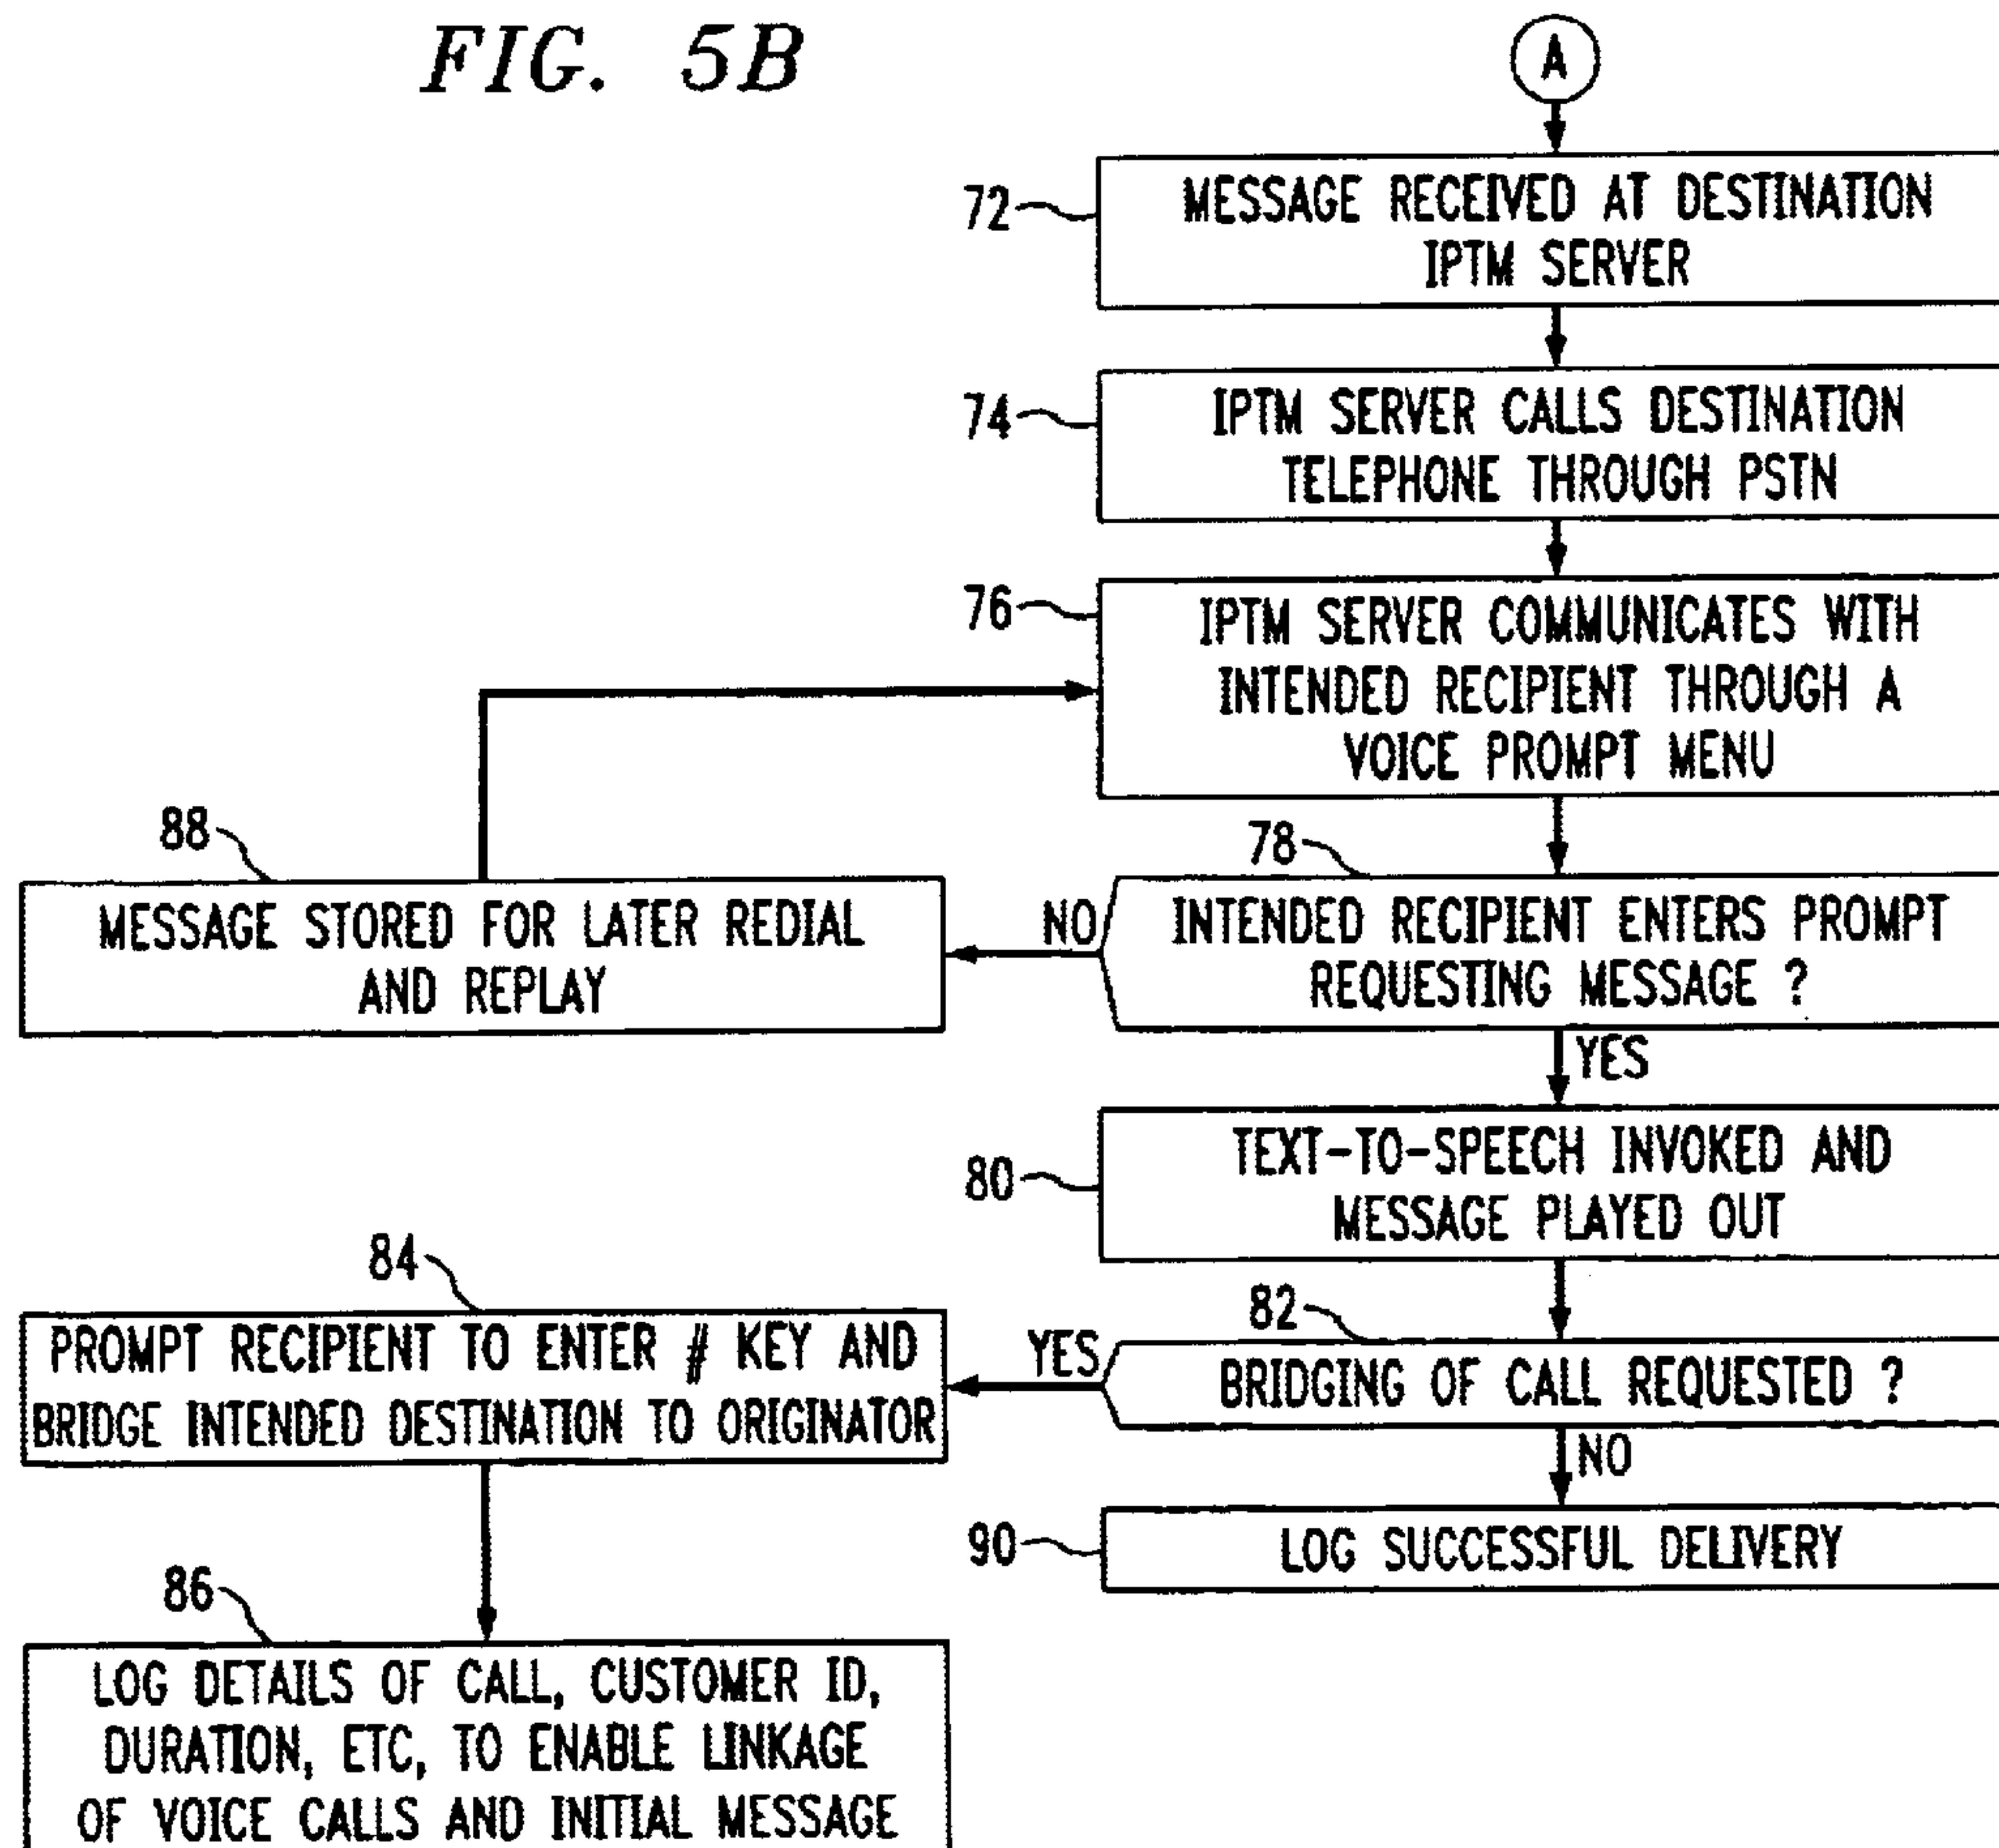 FIG. 5B
A
72
MESSAGE RECEIVED AT DESTINATION
IPTM SERVER
74
IPTM SERVER CALLS DESTINATION
TELEPHONE THROUGH PSTN
76
IPTM SERVER COMMUNICATES WITH
INTENDED RECIPIENT THROUGH A
VOICE PROMPT MENU
78
INTENDED RECIPIENT ENTERS PROMPT
REQUESTING MESSAGE ?
NO
88
MESSAGE STORED FOR LATER REDIAL
AND REPLAY
YES
80
TEXT-TO-SPEECH INVOKED AND
MESSAGE PLAYED OUT
82
BRIDGING OF CALL REQUESTED ?
YES
84
PROMPT RECIPIENT TO ENTER # KEY AND
BRIDGE INTENDED DESTINATION TO ORIGINATOR
NO
90
LOG SUCCESSFUL DELIVERY
86
LOG DETAILS OF CALL, CUSTOMER ID,
DURATION, ETC, TO ENABLE LINKAGE
OF VOICE CALLS AND INITIAL MESSAGE